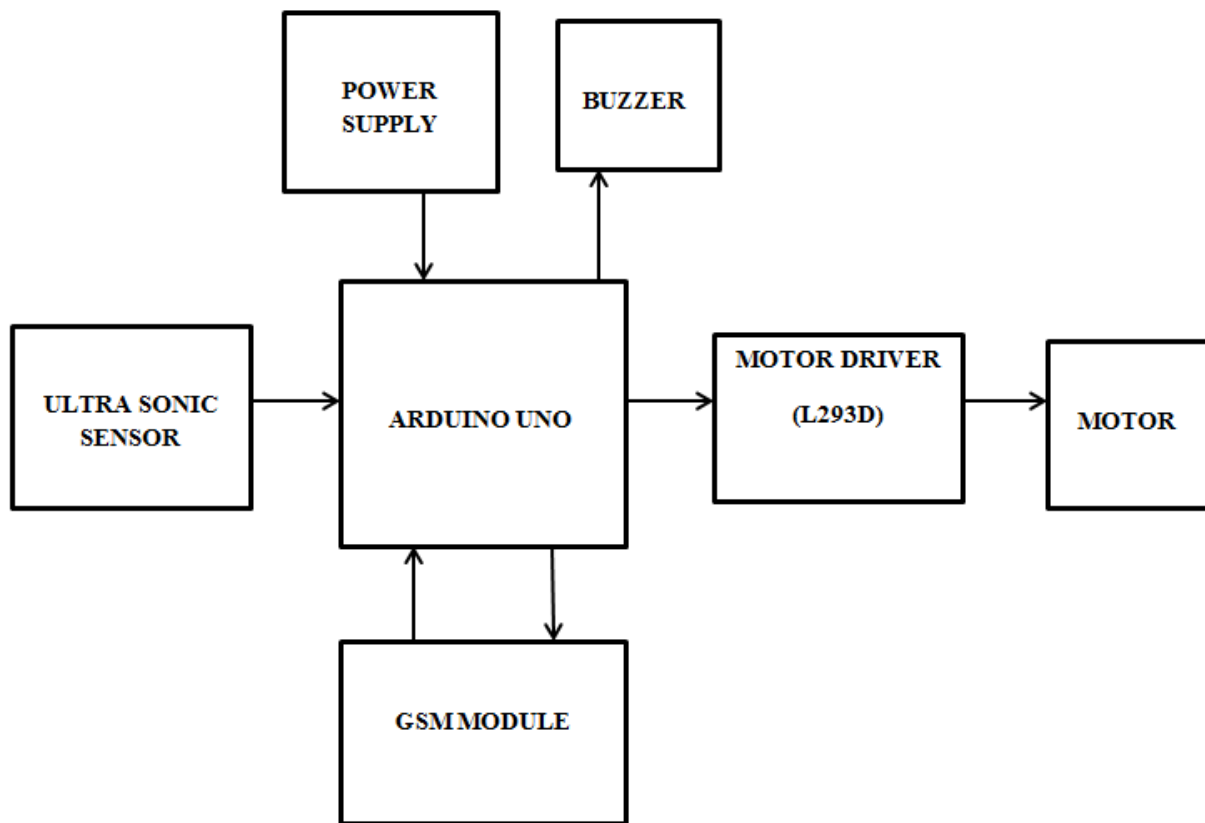 POWER
SUPPLY
BUZZER
ULTRA SONIC
SENSOR
ARDUINO UNO
MOTOR DRIVER
(L293D)
MOTOR
GSM MODULE